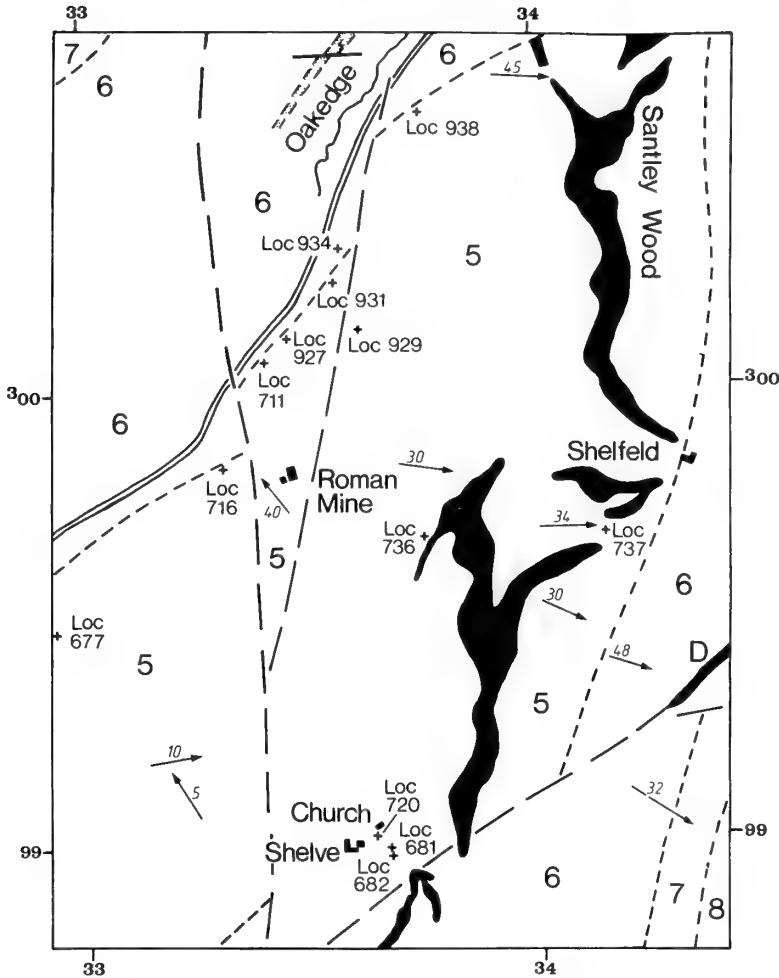 33
34
7
6
6
45
Oakedge
Loc 938
Santley Wood
6
Loc 934
5
Loc 931
Loc
927
Loc 929
Loc
711
300
300
6
Shelfeld
30
Roman
Mine
Loc
716
40
Loc
736
34
Loc
737
5
6
30
Loc
677
5
48
D
5
10
5
32
Loc
720
Church
Loc
681
99
99
Shelve
Loc
682
6
7
8
33
34